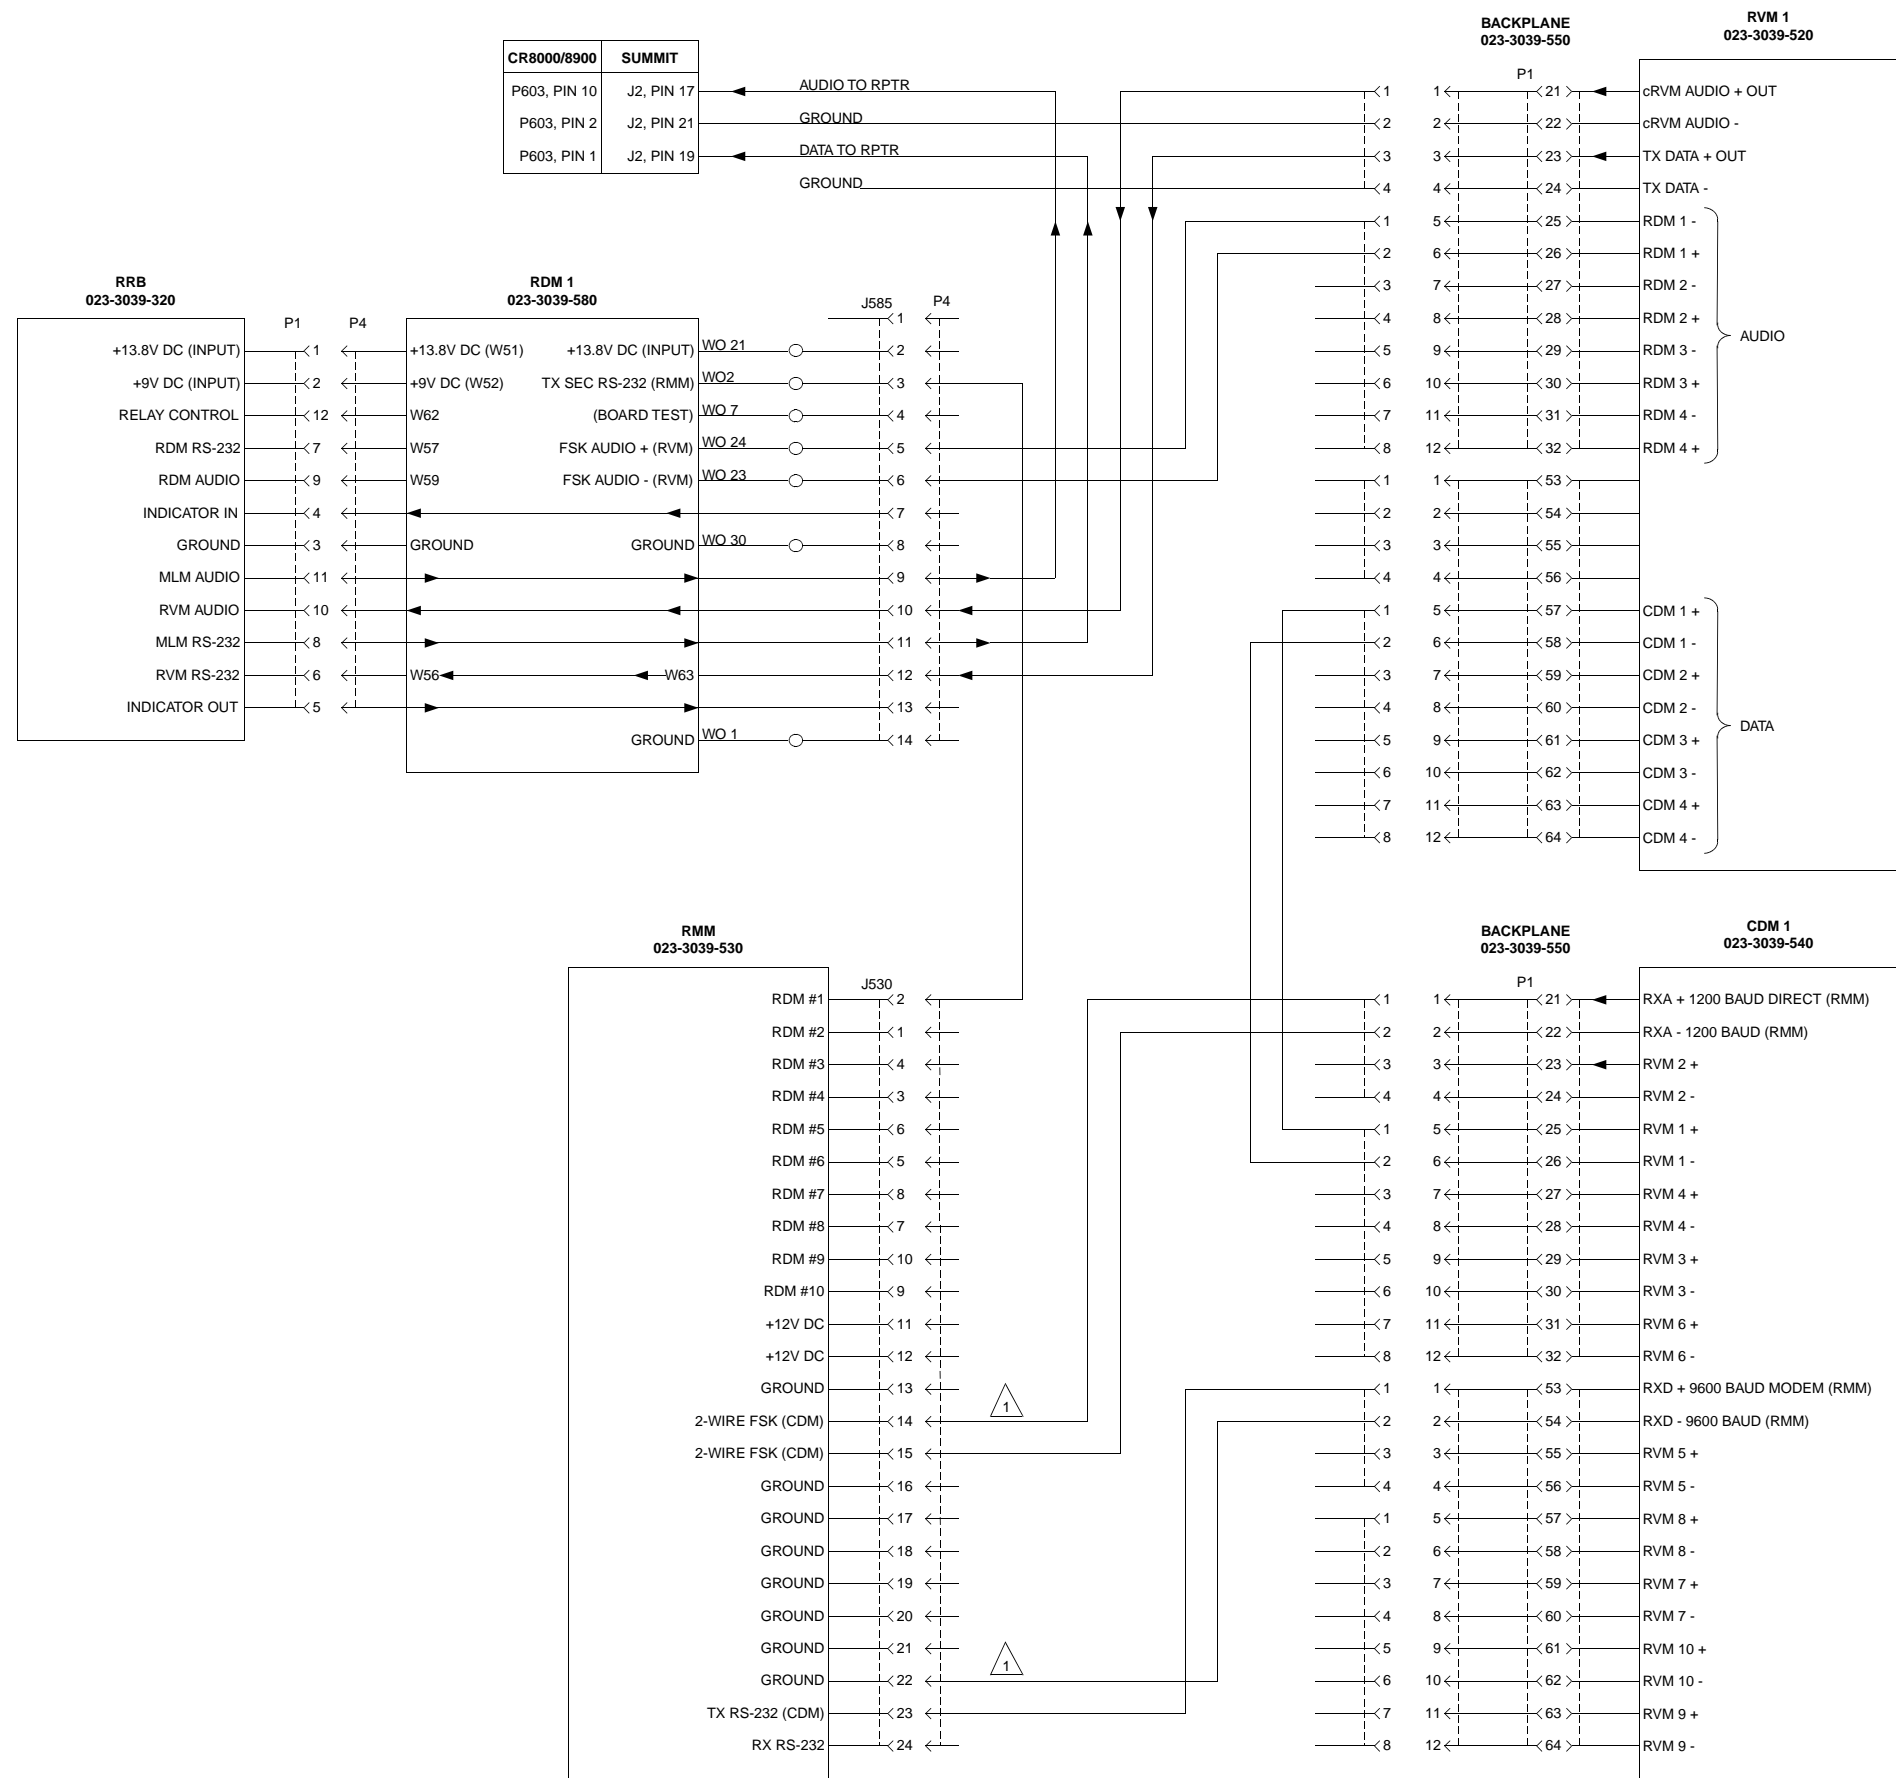 BACKPLANE
023-3039-550
RVM 1
023-3039-520
CR8000/8900 SUMMIT
P603, PIN 10 J2, PIN 17 AUDIO TO RPTR
P603, PIN 2 J2, PIN 21 GROUND
P603, PIN 1 J2, PIN 19 DATA TO RPTR
GROUND
P1
1 1 21 cRVM AUDIO + OUT
2 2 22 cRVM AUDIO -
3 3 23 TX DATA + OUT
4 4 24 TX DATA -
1 5 25 RDM 1 -
2 6 26 RDM 1 +
3 7 27 RDM 2 -
4 8 28 RDM 2 +
5 9 29 RDM 3 -
6 10 30 RDM 3 +
7 11 31 RDM 4 -
8 12 32 RDM 4 +
AUDIO
1 1 53
2 2 54
3 3 55
4 4 56
1 5 57 CDM 1 +
2 6 58 CDM 1 -
3 7 59 CDM 2 +
4 8 60 CDM 2 -
5 9 61 CDM 3 +
6 10 62 CDM 3 -
7 11 63 CDM 4 +
8 12 64 CDM 4 -
DATA
RRB
023-3039-320
RDM 1
023-3039-580
P1 P4 J585 P4
1
+13.8V DC (INPUT) 1 +13.8V DC (W51) +13.8V DC (INPUT) WO 21 2
+9V DC (INPUT) 2 +9V DC (W52) TX SEC RS-232 (RMM) WO2 3
RELAY CONTROL 12 W62 (BOARD TEST) WO 7 4
RDM RS-232 7 W57 FSK AUDIO + (RVM) WO 24 5
RDM AUDIO 9 W59 FSK AUDIO - (RVM) WO 23 6
INDICATOR IN 4 7
GROUND 3 GROUND GROUND WO 30 8
MLM AUDIO 11 9
RVM AUDIO 10 10
MLM RS-232 8 11
RVM RS-232 6 W56 W63 12
INDICATOR OUT 5 13
GROUND WO 1 14
RMM
023-3039-530
J530
RDM #1 2
RDM #2 1
RDM #3 4
RDM #4 3
RDM #5 6
RDM #6 5
RDM #7 8
RDM #8 7
RDM #9 10
RDM #10 9
+12V DC 11
+12V DC 12
GROUND 13
1
2-WIRE FSK (CDM) 14
2-WIRE FSK (CDM) 15
GROUND 16
GROUND 17
GROUND 18
GROUND 19
GROUND 20
GROUND 21
1
GROUND 22
TX RS-232 (CDM) 23
RX RS-232 24
BACKPLANE
023-3039-550
CDM 1
023-3039-540
P1
1 1 21 RXA + 1200 BAUD DIRECT (RMM)
2 2 22 RXA - 1200 BAUD (RMM)
3 3 23 RVM 2 +
4 4 24 RVM 2 -
1 5 25 RVM 1 +
2 6 26 RVM 1 -
3 7 27 RVM 4 +
4 8 28 RVM 4 -
5 9 29 RVM 3 +
6 10 30 RVM 3 -
7 11 31 RVM 6 +
8 12 32 RVM 6 -
1 1 53 RXD + 9600 BAUD MODEM (RMM)
2 2 54 RXD - 9600 BAUD (RMM)
3 3 55 RVM 5 +
4 4 56 RVM 5 -
1 5 57 RVM 8 +
2 6 58 RVM 8 -
3 7 59 RVM 7 +
4 8 60 RVM 7 -
5 9 61 RVM 10 +
6 10 62 RVM 10 -
7 11 63 RVM 9 +
8 12 64 RVM 9 -